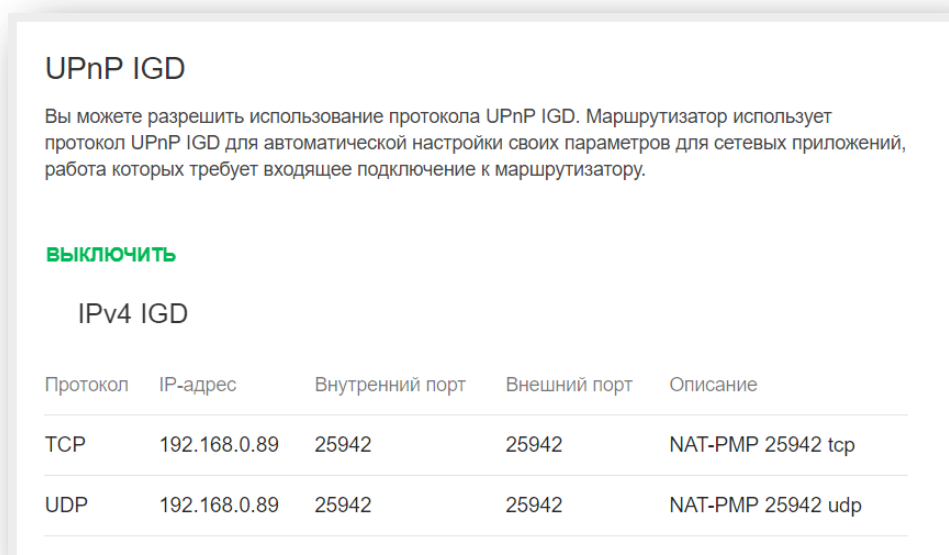 UPnP IGD
Вы можете разрешить использование протокола UPnP IGD. Маршрутизатор использует
протокол UPnP IGD для автоматической настройки своих параметров для сетевых приложений,
работа которых требует входящее подключение к маршрутизатору.
ВЫКЛЮЧИТЬ
IPv4 IGD
Протокол IP-адрес Внутренний порт Внешний порт Описание
TCP 192.168.0.89 25942 25942 NAT-PMP 25942 tcp
UDP 192.168.0.89 25942 25942 NAT-PMP 25942 udp